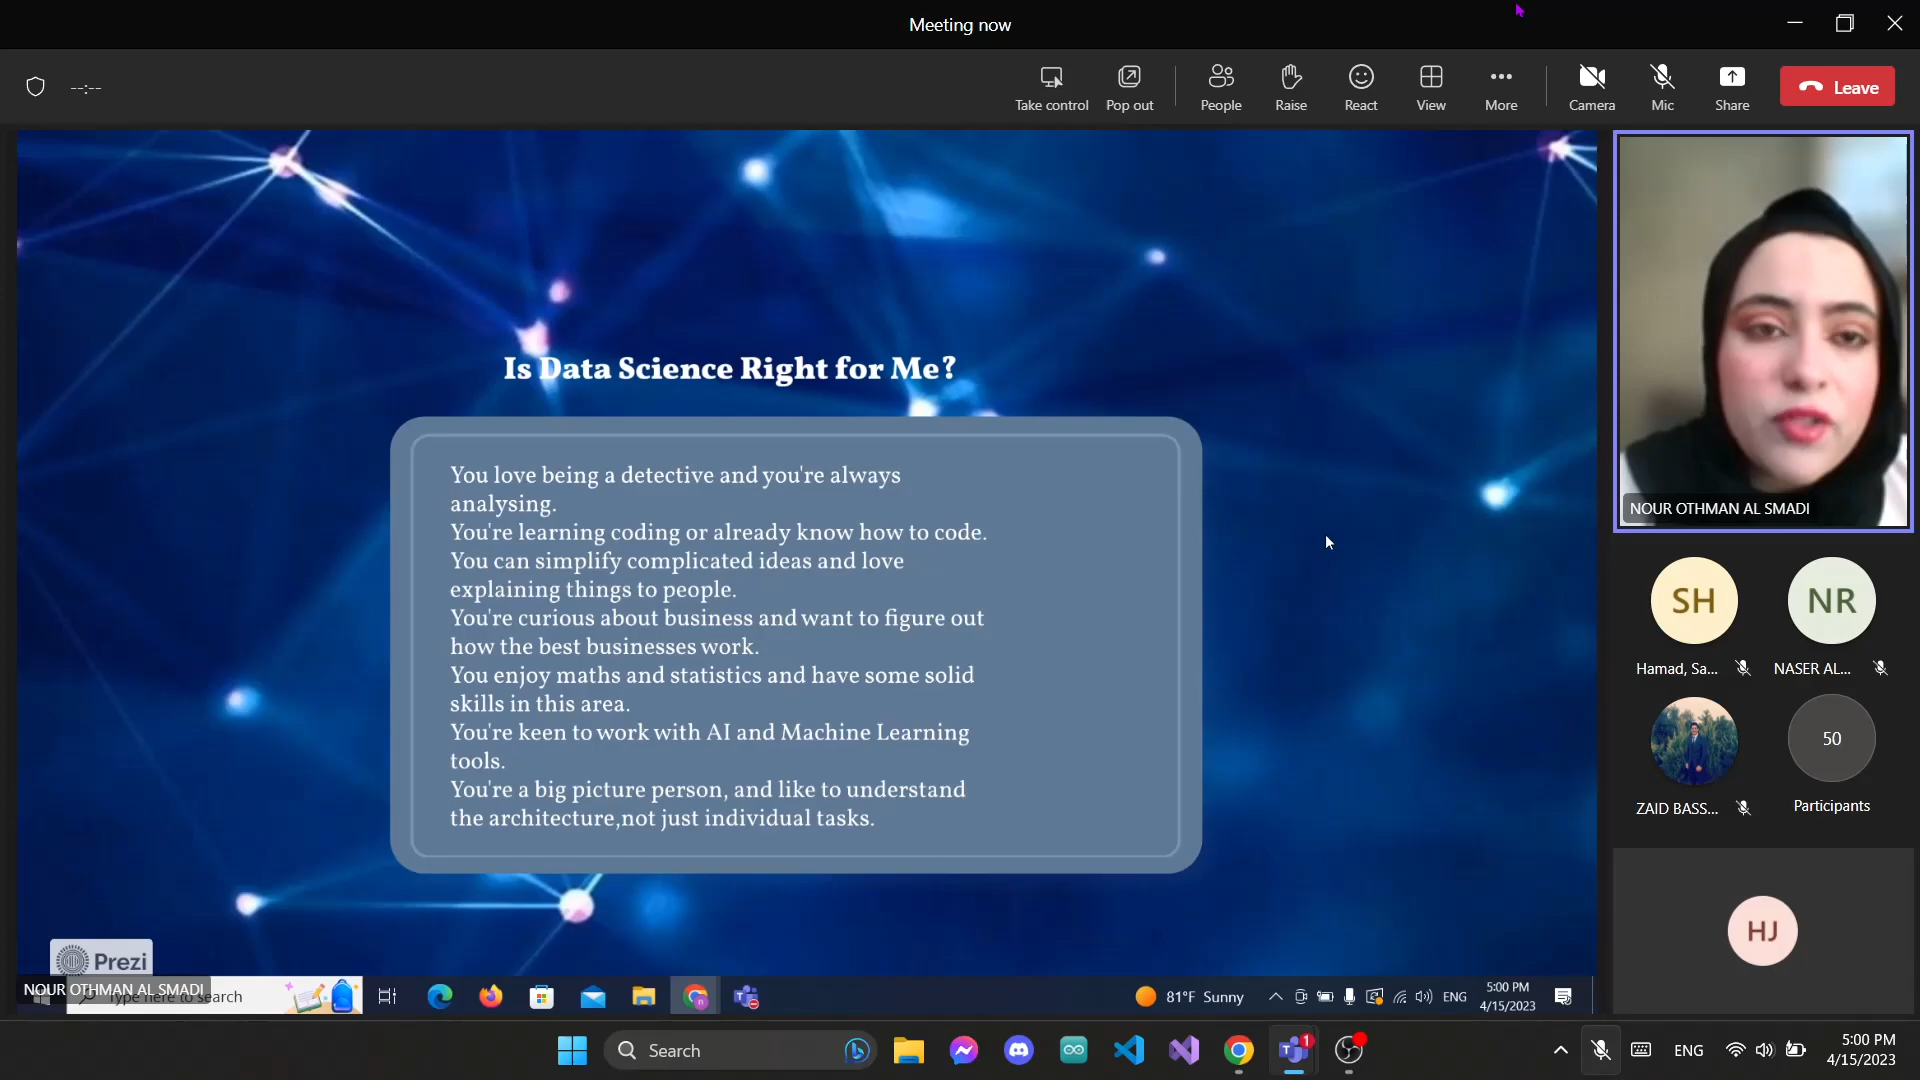 Meeting now
--:--
Take control
Pop out
People
Raise
React
View
More
Camera
Mic
Share
Leave
Is Data Science Right for Me?
You love being a detective and you're always
analysing.
You're learning coding or already know how to code.
You can simplify complicated ideas and love
explaining things to people.
You're curious about business and want to figure out
how the best businesses work.
You enjoy maths and statistics and have some solid
skills in this area.
You're keen to work with AI and Machine Learning
tools.
You're a big picture person, and like to understand
the architecture,not just individual tasks.
Prezi
NOUR OTHMAN AL SMADI
SH
NR
Hamad, Sa...
NASER AL...
50
ZAID BASS...
Participants
HJ
NOUR OTHMAN AL SMADI
Type here to search
81°F Sunny
ENG
5:00 PM
4/15/2023
Search
1
ENG
5:00 PM
4/15/2023